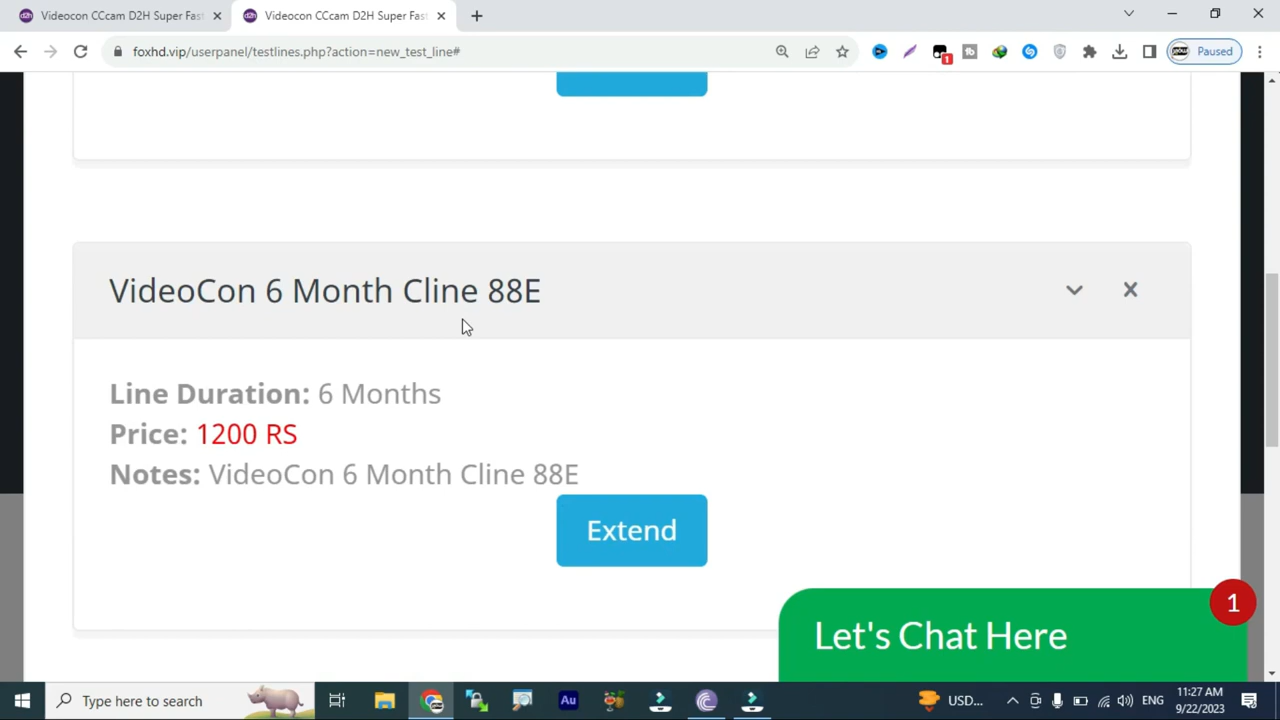 Videocon CCcam D2H Super Fast
Videocon CCcam D2H Super Fast
foxhd.vip/userpanel/testlines.php?action=new_test_line#
1
Paused
VideoCon 6 Month Cline 88E
Line Duration: 6 Months
Price: 1200 RS
Notes: VideoCon 6 Month Cline 88E
Extend
1
Let's Chat Here
Type here to search
Au
USD...
ENG
11:27 AM
9/22/2023